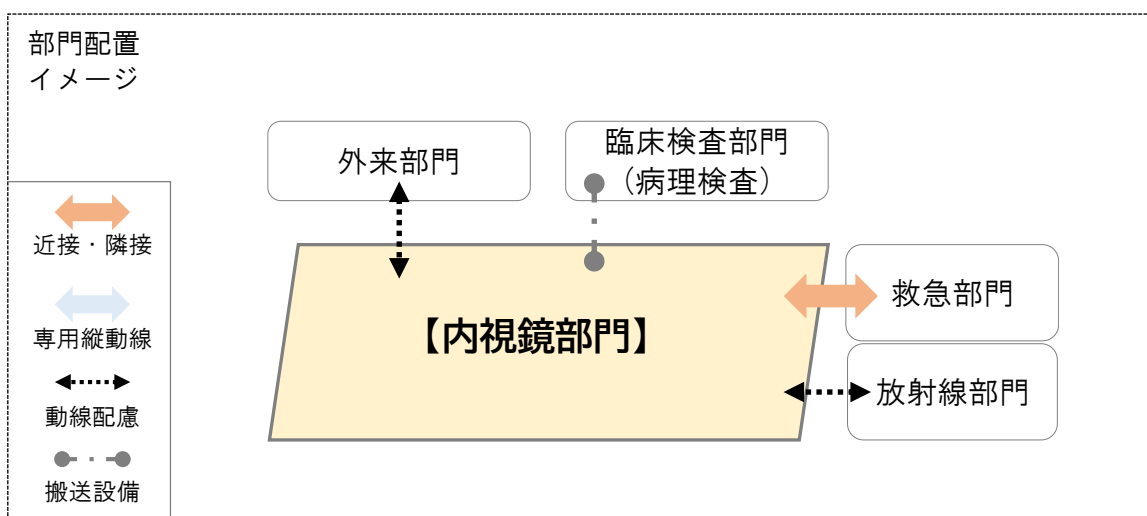 部門配置
イメージ
外来部門
臨床検査部門
（病理検査）
近接・隣接
専用縦動線
動線配慮
搬送設備
【内視鏡部門】
救急部門
放射線部門